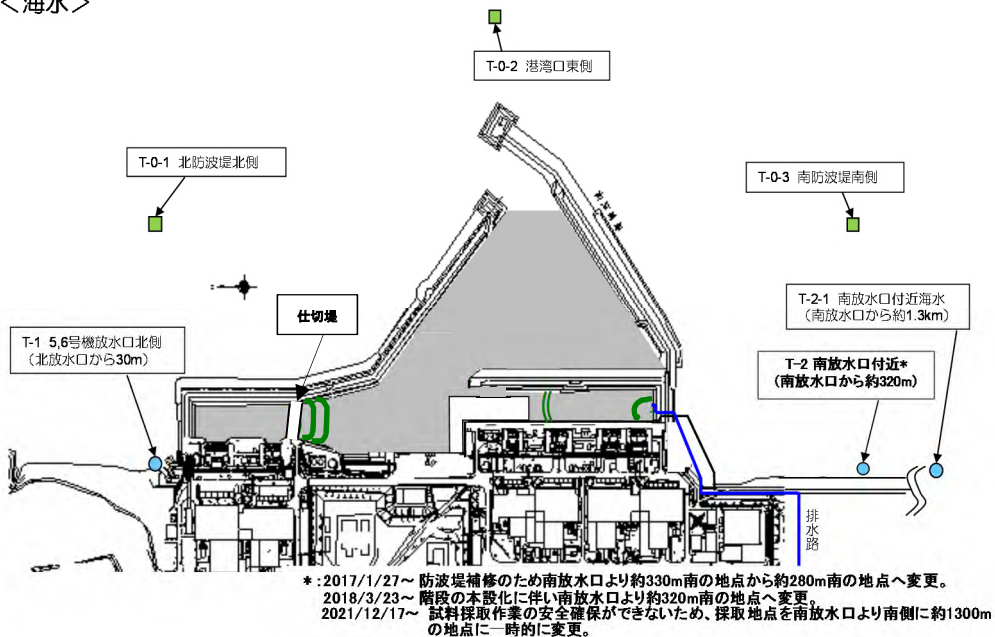 ＜海水＞
T-0-2 港湾口東側
T-0-1 北防波堤北側
T-0-3 南防波堤南側
仕切堤
T-2-1 南放水口付近海水
（南放水口から約1.3km）
T-1 5,6号機放水口北側
（北放水口から30m）
T-2 南放水口付近*
（南放水口から約320m）
排水路
*：2017/1/27～ 防波堤補修のため南放水口より約330m南の地点から約280m南の地点へ変更。
2018/3/23～ 階段の本設化に伴い南放水口より約320m南の地点へ変更。
2021/12/17～ 試料採取作業の安全確保ができないため、採取地点を南放水口より南側に約1300m
の地点に一時的に変更。